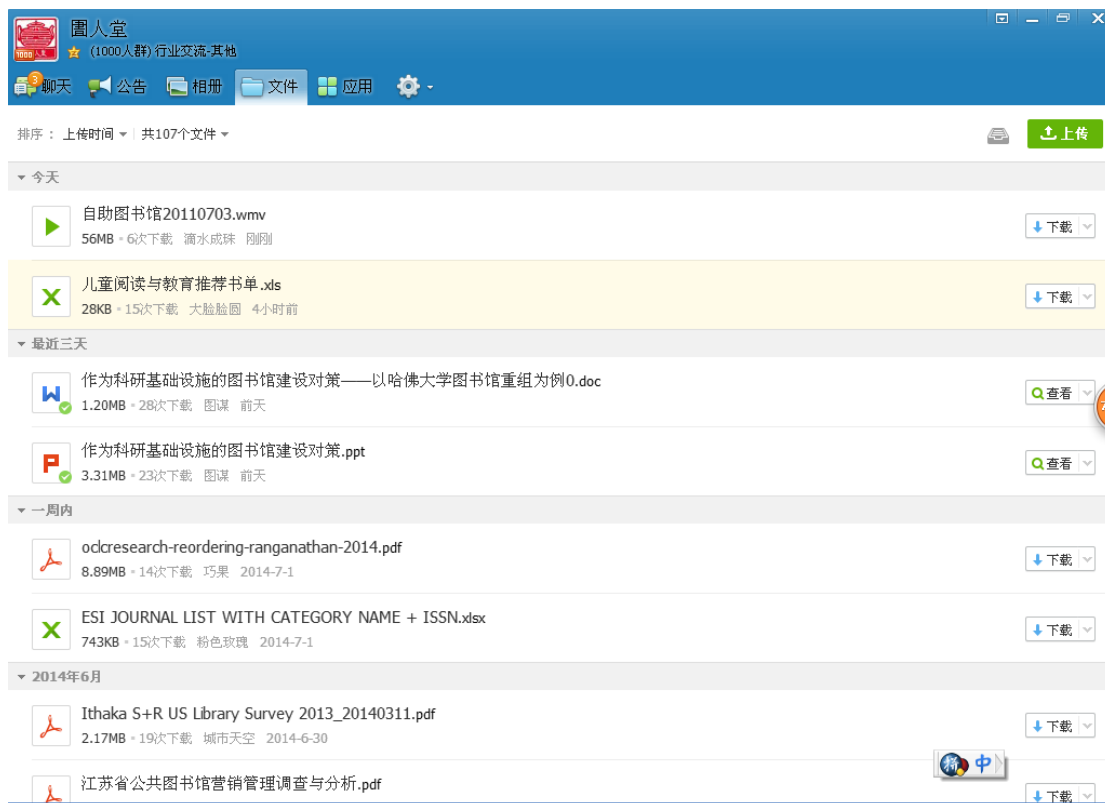 圕人堂
(1000人群) 行业交流-其他
3
聊天 公告 相册 文件 应用
排序： 上传时间 共107个文件
上传
今天
自助图书馆20110703.wmv
下载
56MB 6次下载 滴水成珠 刚刚
儿童阅读与教育推荐书单.xls
下载
28KB 15次下载 大脸脸圆 4小时前
最近三天
作为科研基础设施的图书馆建设对策——以哈佛大学图书馆重组为例0.doc
查看
1.20MB 28次下载 图谋 前天
作为科研基础设施的图书馆建设对策.ppt
查看
3.31MB 23次下载 图谋 前天
一周内
oclcresearch-reordering-ranganathan-2014.pdf
下载
8.89MB 14次下载 巧果 2014-7-1
ESI JOURNAL LIST WITH CATEGORY NAME + ISSN.xlsx
下载
743KB 15次下载 粉色玫瑰 2014-7-1
2014年6月
Ithaka S+R US Library Survey 2013_20140311.pdf
下载
2.17MB 19次下载 城市天空 2014-6-30
中
江苏省公共图书馆营销管理调查与分析.pdf
下载